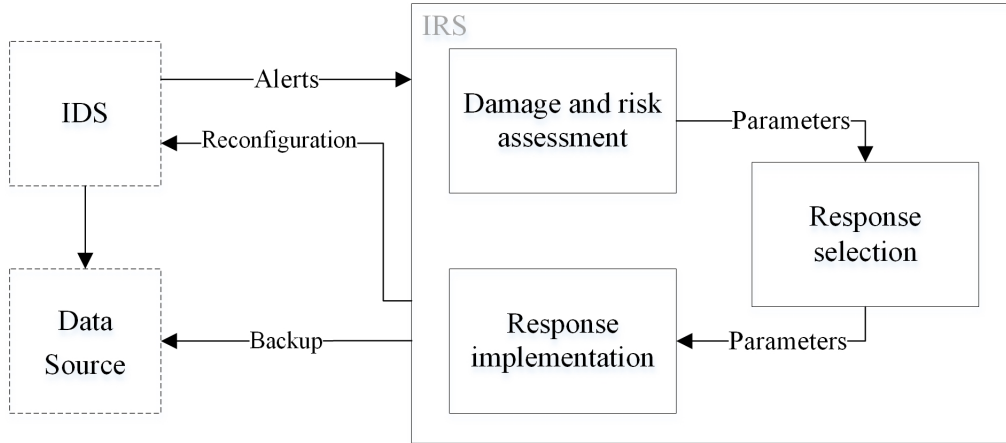 IRS
IDS
Alerts
Damage and risk
assessment
Parameters
Reconfiguration
Response
selection
Data
Source
Backup
Response
implementation
Parameters